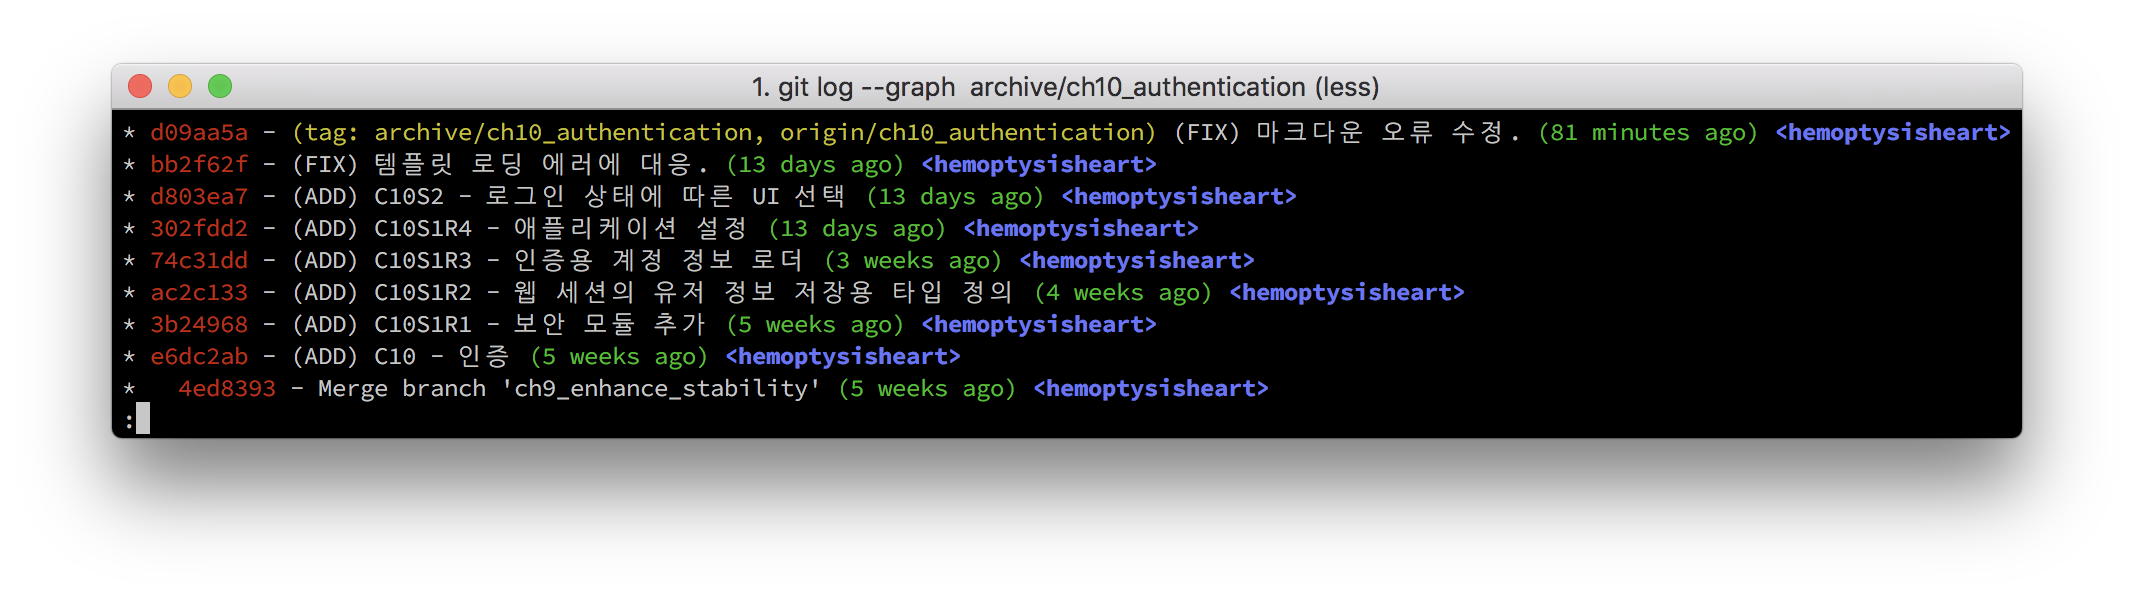 1. git log --graph  archive/ch10_authentication (less)
* d09aa5a - (tag: archive/ch10_authentication, origin/ch10_authentication) (FIX) 마크다운 오류 수정. (81 minutes ago) <hemoptysisheart>
* bb2f62f - (FIX) 템플릿 로딩 에러에 대응. (13 days ago) <hemoptysisheart>
* d803ea7 - (ADD) C10S2 - 로그인 상태에 따른 UI 선택 (13 days ago) <hemoptysisheart>
* 302fdd2 - (ADD) C10S1R4 - 애플리케이션 설정 (13 days ago) <hemoptysisheart>
* 74c31dd - (ADD) C10S1R3 - 인증용 계정 정보 로더 (3 weeks ago) <hemoptysisheart>
* ac2c133 - (ADD) C10S1R2 - 웹 세션의 유저 정보 저장용 타입 정의 (4 weeks ago) <hemoptysisheart>
* 3b24968 - (ADD) C10S1R1 - 보안 모듈 추가 (5 weeks ago) <hemoptysisheart>
* e6dc2ab - (ADD) C10 - 인증 (5 weeks ago) <hemoptysisheart>
*   4ed8393 - Merge branch 'ch9_enhance_stability' (5 weeks ago) <hemoptysisheart>
: